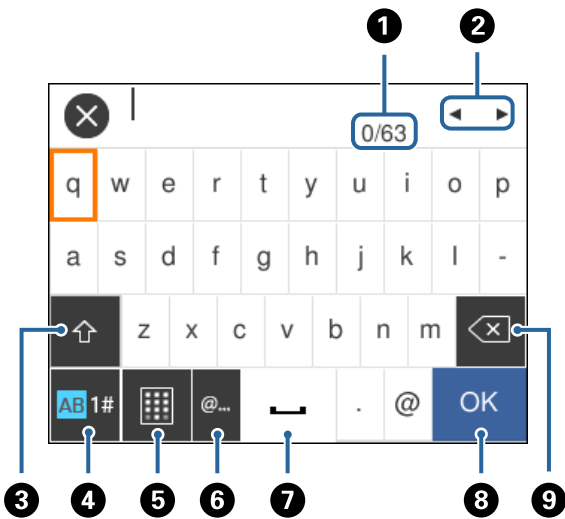 1 2
0/63
q w e r t y u i o p
a s d f g h j k l -
z x c v b n m
AB 1# @... . @ OK
3 4 5 6 7 8 9